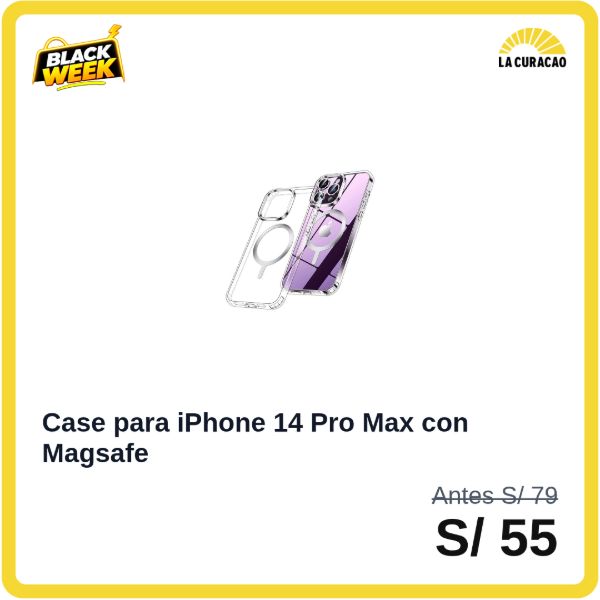 BLACK
WEEK
LA CURACAO
Case para iPhone 14 Pro Max con
Magsafe
Antes S/ 79
S/ 55